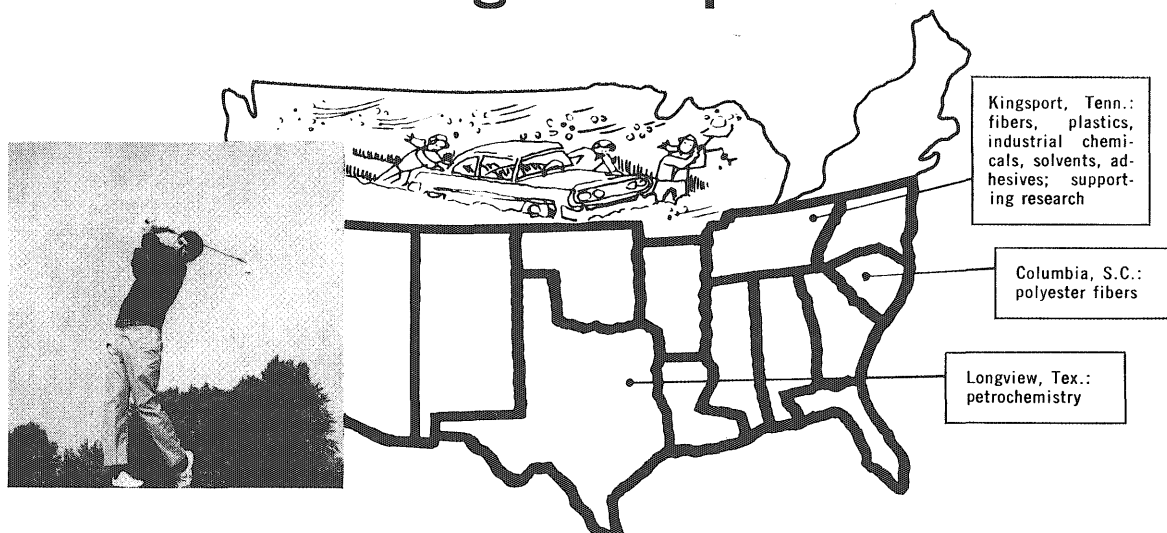 Kingsport, Tenn.:
fibers, plastics,
industrial chemi-
cals, solvents, ad-
hesives; support-
ing research
Columbia, S.C.:
polyester fibers
Longview, Tex.:
petrochemistry